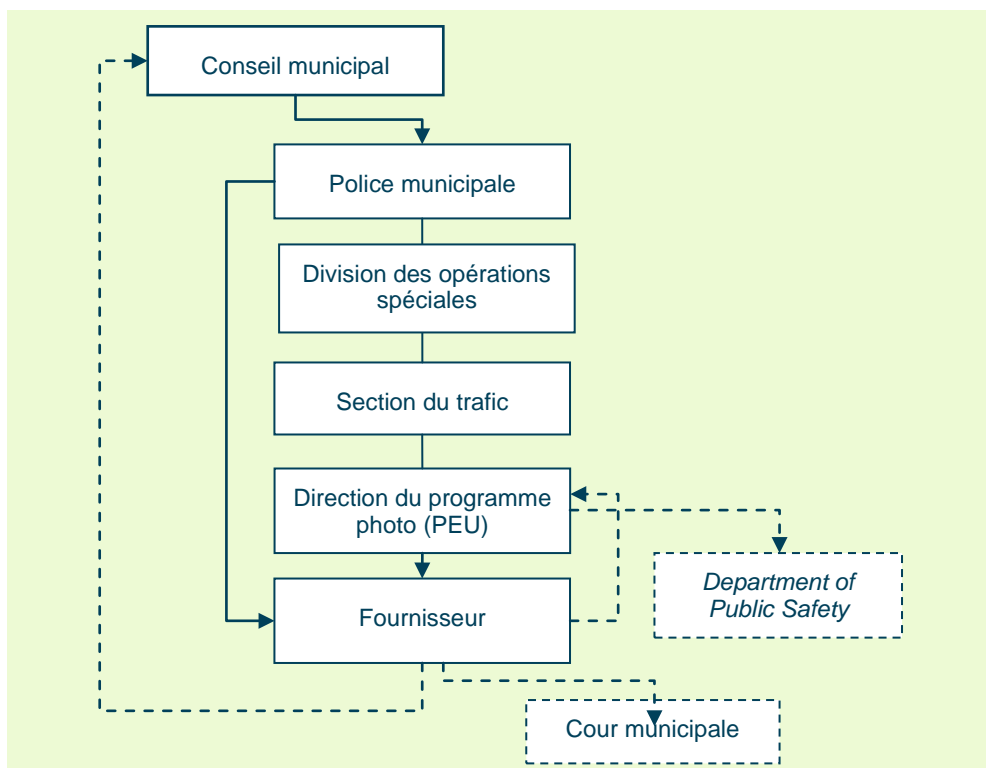 Conseil municipal
Police municipale
Division des opérations
spéciales
Section du trafic
Direction du programme
photo (PEU)
Department of
Public Safety
Fournisseur
Cour municipale